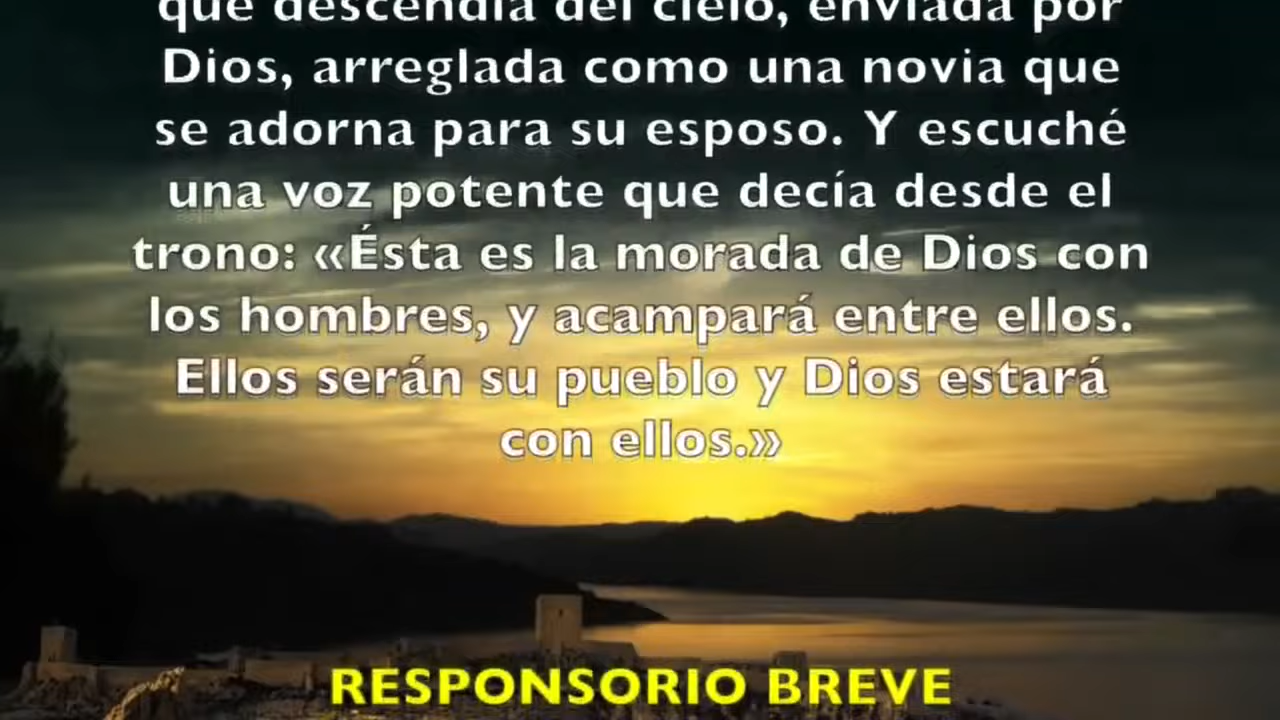 que descendía del cielo, enviada por
Dios, arreglada como una novia que
se adorna para su esposo. Y escuché
una voz potente que decía desde el
trono: «Ésta es la morada de Dios con
los hombres, y acampará entre ellos.
Ellos serán su pueblo y Dios estará
con ellos.»
RESPONSORIO BREVE